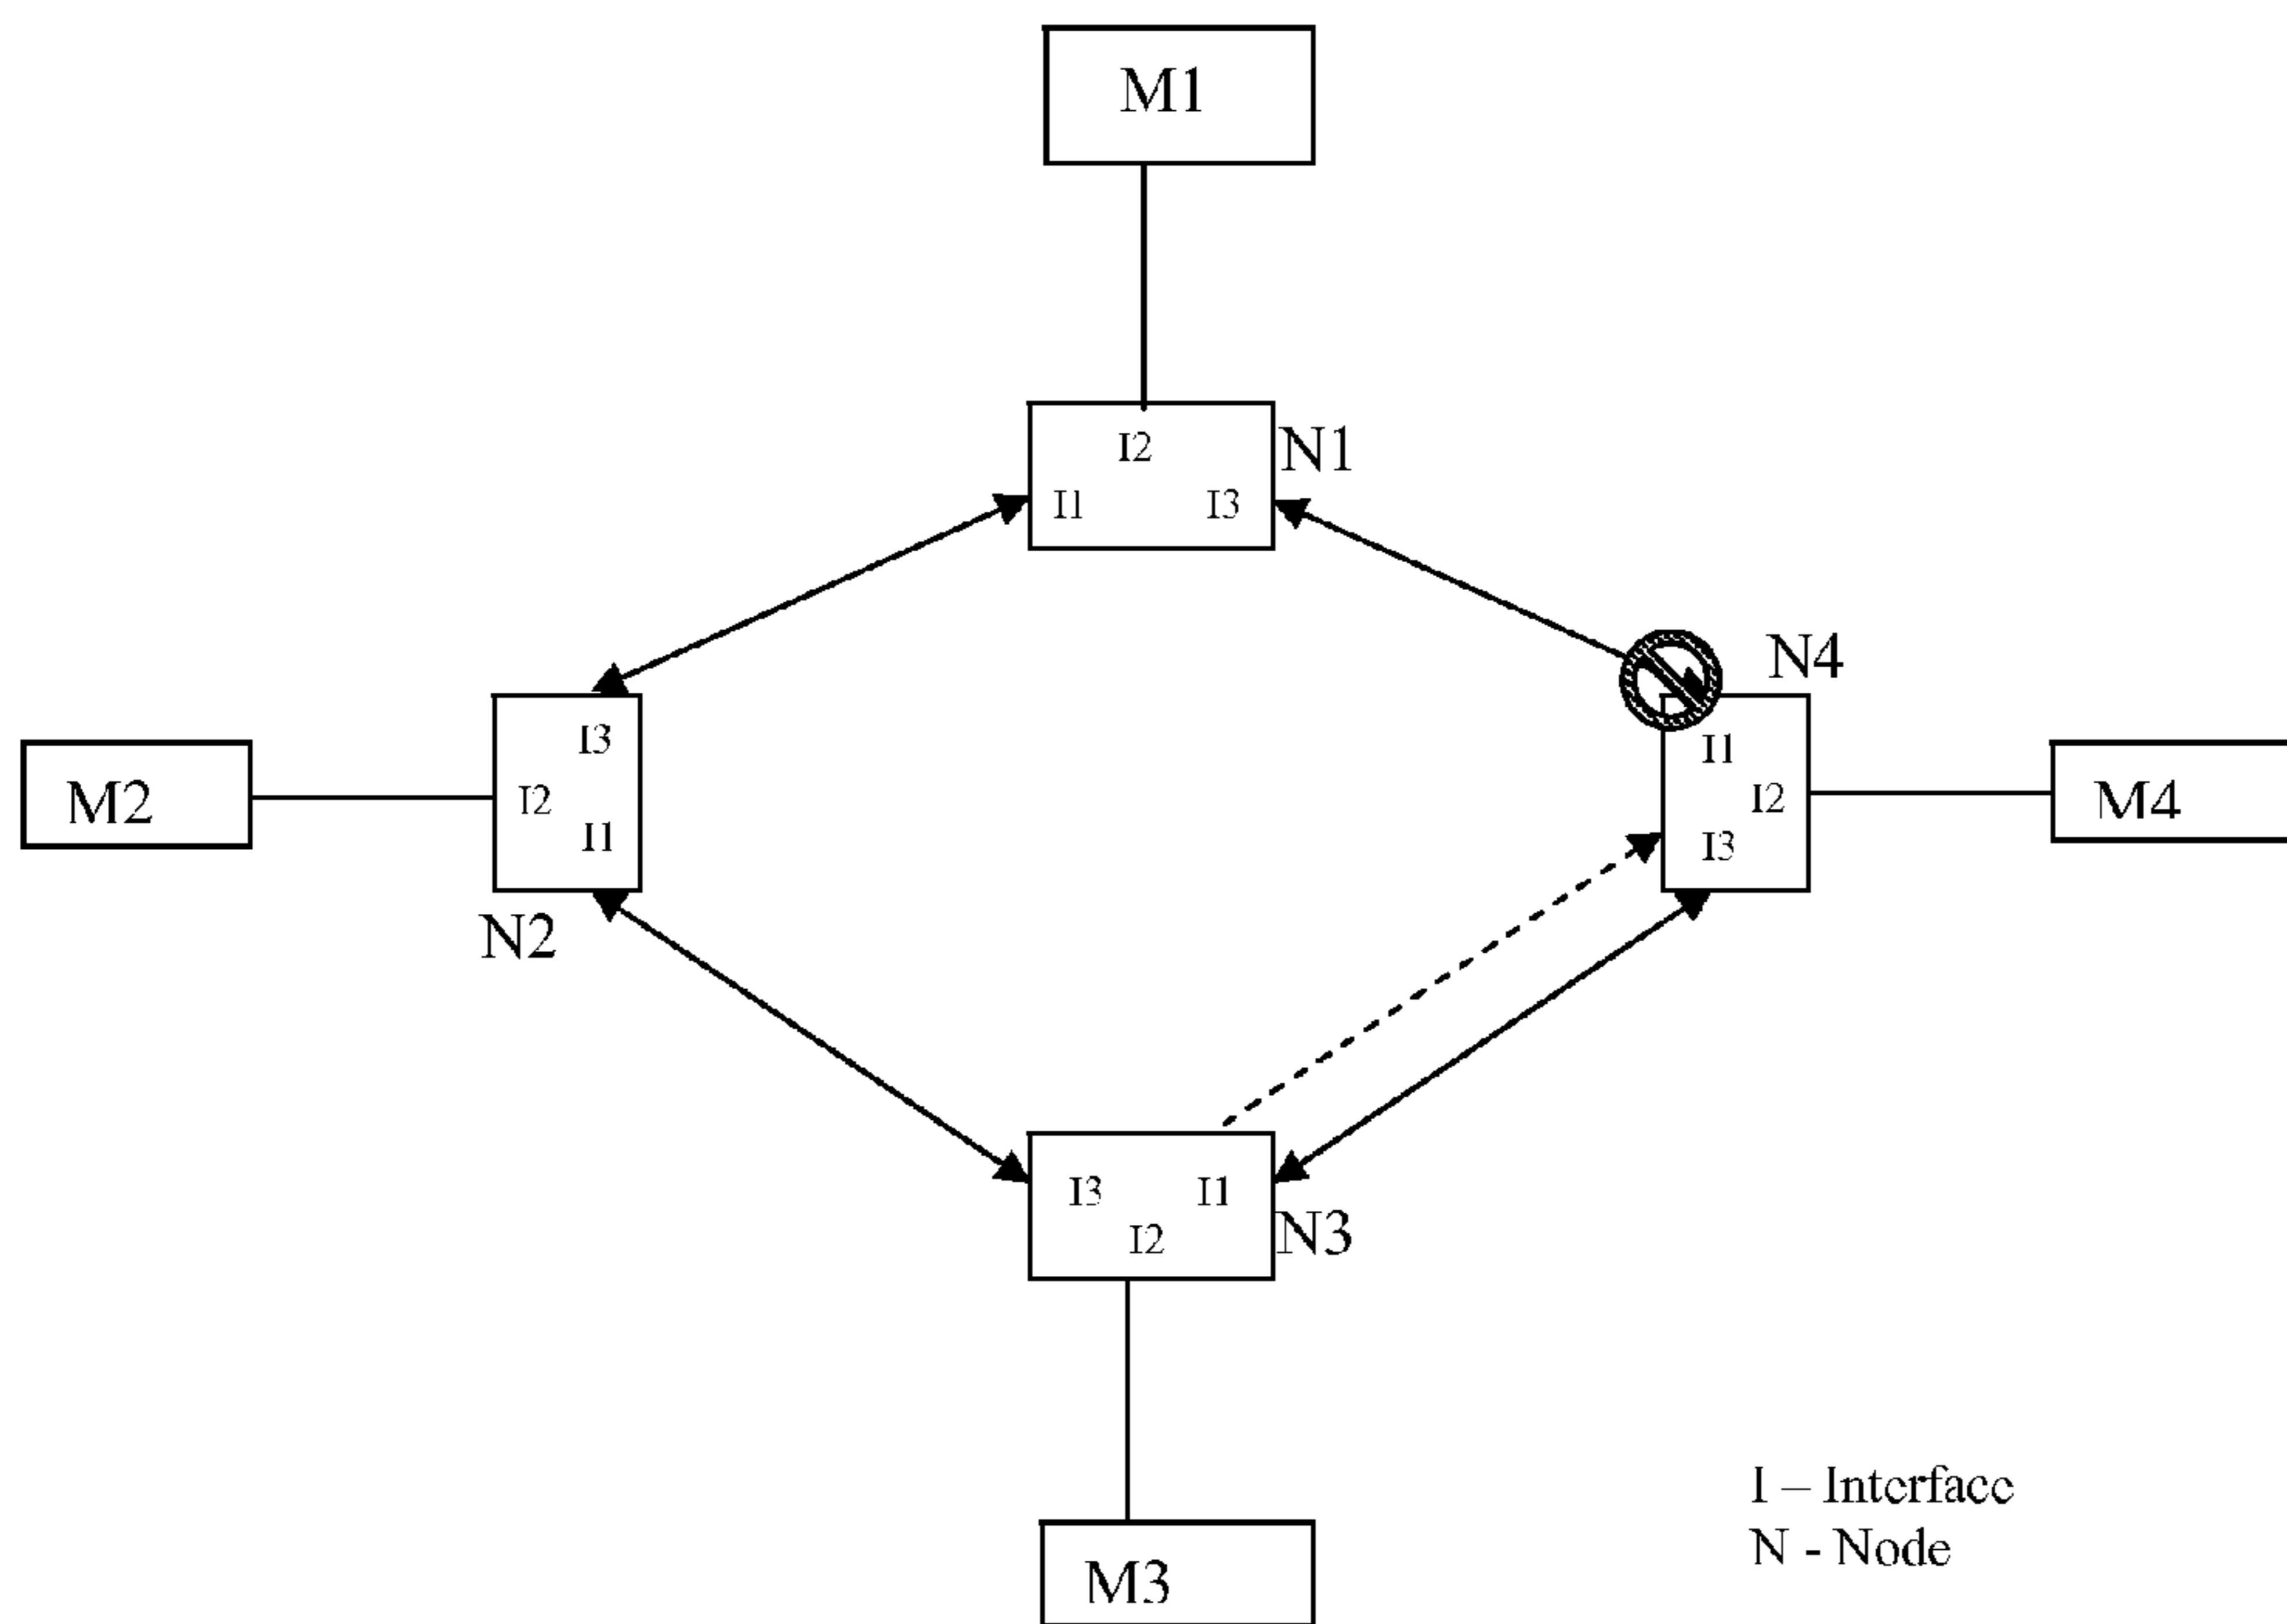 M1
I2
N1
I1
I3
N4
I3
I1
M2
I2
I2
M4
I1
I3
N2
I3
I1
N3
I2
I – Interface
N - Node
M3